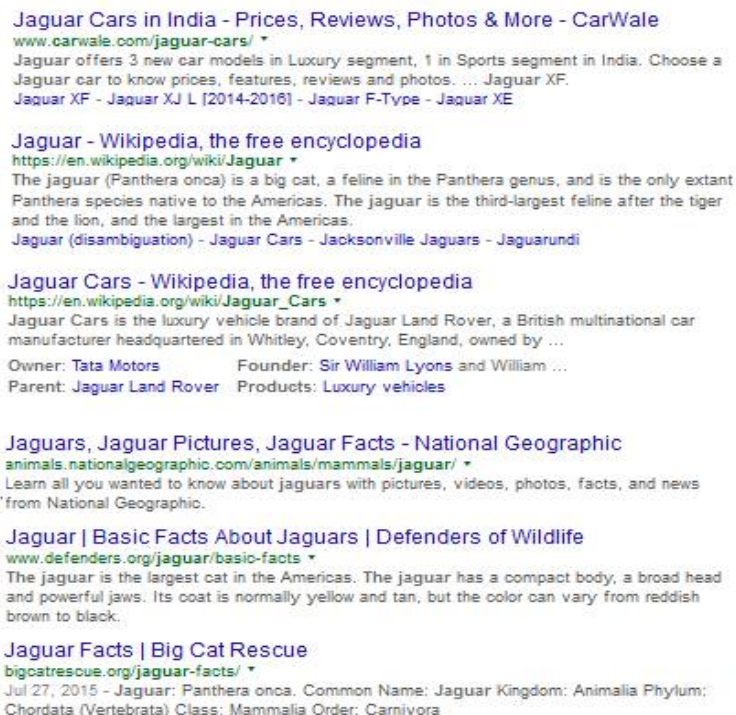 Jaguar Cars in India - Prices, Reviews, Photos & More - CarWale
www.carwale.com/jaguar-cars/
Jaguar offers 3 new car models in Luxury segment, 1 in Sports segment in India. Choose a
Jaguar car to know prices, features, reviews and photos. ... Jaguar XF.
Jaguar XF - Jaguar XJ L [2014-2016] - Jaguar F-Type - Jaguar XE
Jaguar - Wikipedia, the free encyclopedia
https://en.wikipedia.org/wiki/Jaguar
The jaguar (Panthera onca) is a big cat, a feline in the Panthera genus, and is the only extant
Panthera species native to the Americas. The jaguar is the third-largest feline after the tiger
and the lion, and the largest in the Americas.
Jaguar (disambiguation) - Jaguar Cars - Jacksonville Jaguars - Jaguarundi
Jaguar Cars - Wikipedia, the free encyclopedia
https://en.wikipedia.org/wiki/Jaguar_Cars
Jaguar Cars is the luxury vehicle brand of Jaguar Land Rover, a British multinational car
manufacturer headquartered in Whitley, Coventry, England, owned by ...
Owner: Tata Motors Founder: Sir William Lyons and William ...
Parent: Jaguar Land Rover Products: Luxury vehicles
Jaguars, Jaguar Pictures, Jaguar Facts - National Geographic
animals.nationalgeographic.com/animals/mammals/jaguar/
Learn all you wanted to know about jaguars with pictures, videos, photos, facts, and news
from National Geographic.
Jaguar | Basic Facts About Jaguars | Defenders of Wildlife
www.defenders.org/jaguar/basic-facts
The jaguar is the largest cat in the Americas. The jaguar has a compact body, a broad head
and powerful jaws. Its coat is normally yellow and tan, but the color can vary from reddish
brown to black.
Jaguar Facts | Big Cat Rescue
bigcatrescue.org/jaguar-facts/
Jul 27, 2015 - Jaguar: Panthera onca. Common Name: Jaguar Kingdom: Animalia Phylum:
Chordata (Vertebrata) Class: Mammalia Order: Carnivora